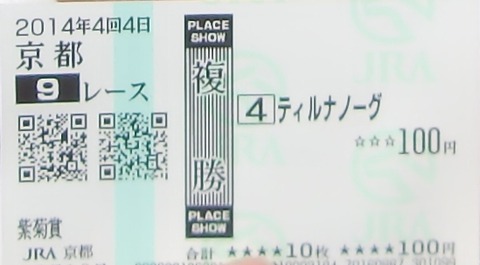 2014年4回4日
京都
9レース
PLACE SHOW
複勝
PLACE SHOW
4 ティルナノーグ
☆☆☆100円
紫菊賞
JRA 京都
合計 ★★★★10枚 ★★★★100円
JRA
JRA